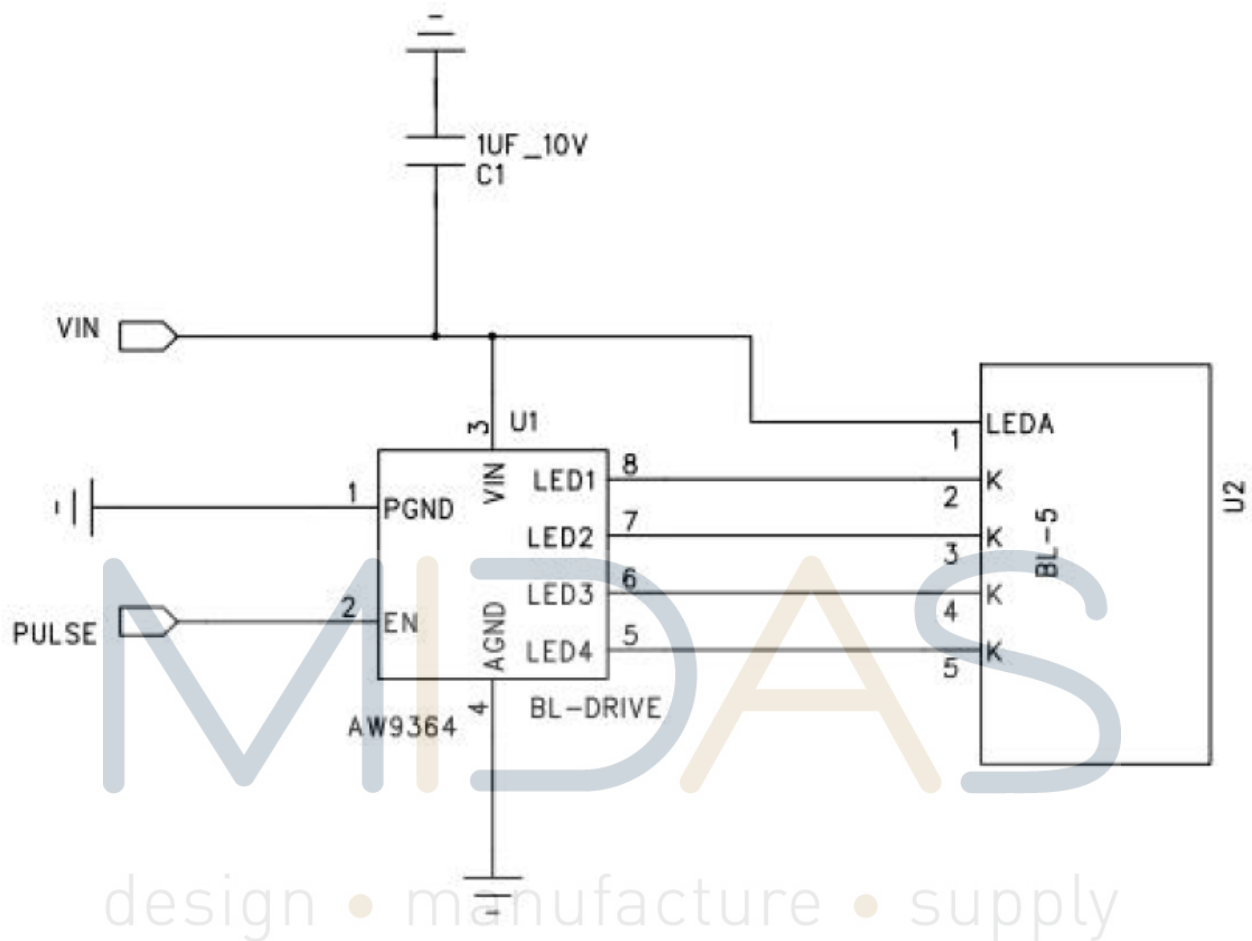 1UF_10V
C1
VIN
3
U1
VIN
LED1
8
1
PGND
LED2
7
2
EN
LED3
6
PULSE
AGND
LED4
5
4
BL-DRIVE
AW9364
1
LEDA
2
K
3
K
4
K
5
K
BL-5
U2
MIDAS
design • manufacture • supply